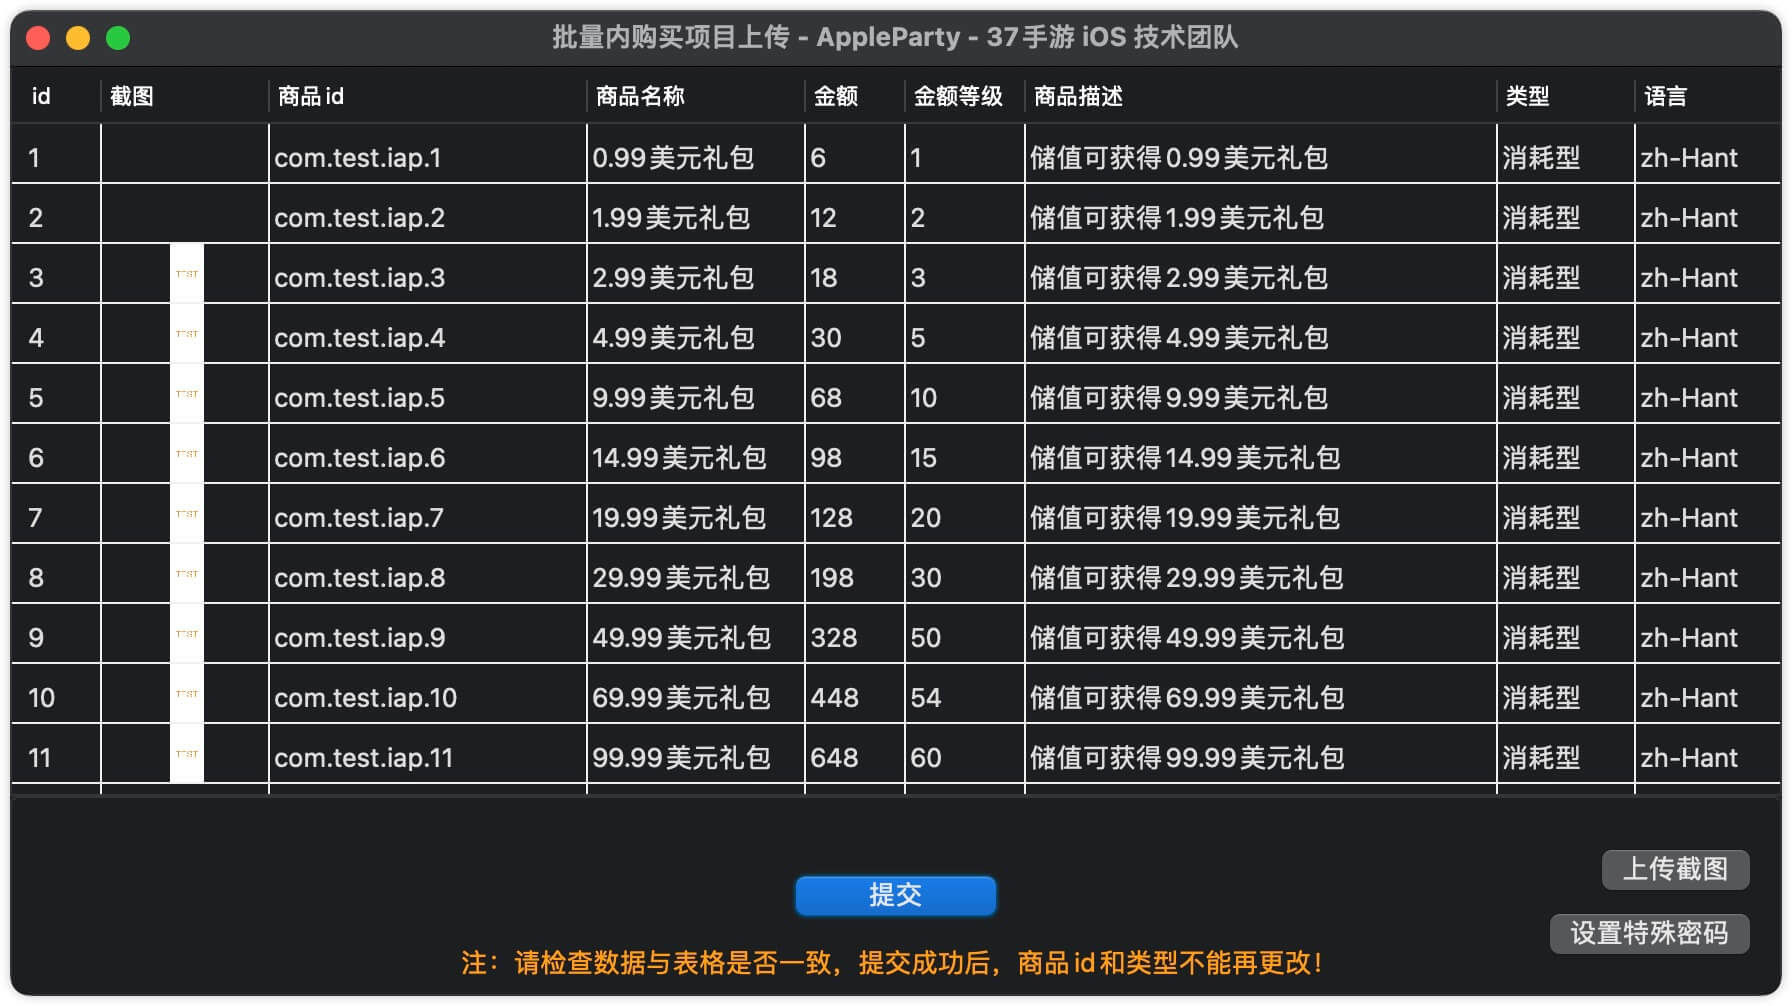 批量内购买项目上传 - AppleParty - 37手游 iOS 技术团队
id 截图 商品id 商品名称 金额 金额等级 商品描述 类型 语言
1 com.test.iap.1 0.99美元礼包 6 1 储值可获得0.99美元礼包 消耗型 zh-Hant
2 com.test.iap.2 1.99美元礼包 12 2 储值可获得1.99美元礼包 消耗型 zh-Hant
3 TEST com.test.iap.3 2.99美元礼包 18 3 储值可获得2.99美元礼包 消耗型 zh-Hant
4 TEST com.test.iap.4 4.99美元礼包 30 5 储值可获得4.99美元礼包 消耗型 zh-Hant
5 TEST com.test.iap.5 9.99美元礼包 68 10 储值可获得9.99美元礼包 消耗型 zh-Hant
6 TEST com.test.iap.6 14.99美元礼包 98 15 储值可获得14.99美元礼包 消耗型 zh-Hant
7 TEST com.test.iap.7 19.99美元礼包 128 20 储值可获得19.99美元礼包 消耗型 zh-Hant
8 TEST com.test.iap.8 29.99美元礼包 198 30 储值可获得29.99美元礼包 消耗型 zh-Hant
9 TEST com.test.iap.9 49.99美元礼包 328 50 储值可获得49.99美元礼包 消耗型 zh-Hant
10 TEST com.test.iap.10 69.99美元礼包 448 54 储值可获得69.99美元礼包 消耗型 zh-Hant
11 TEST com.test.iap.11 99.99美元礼包 648 60 储值可获得99.99美元礼包 消耗型 zh-Hant
上传截图
提交
设置特殊密码
注：请检查数据与表格是否一致，提交成功后，商品id和类型不能再更改！